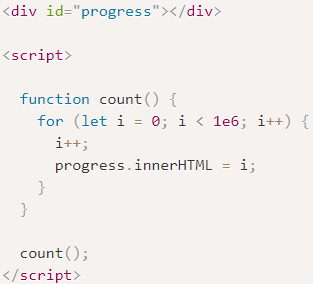 <div id="progress"></div>

<script>

  function count() {
    for (let i = 0; i < 1e6; i++) {
      i++;
      progress.innerHTML = i;
    }
  }

  count();
</script>